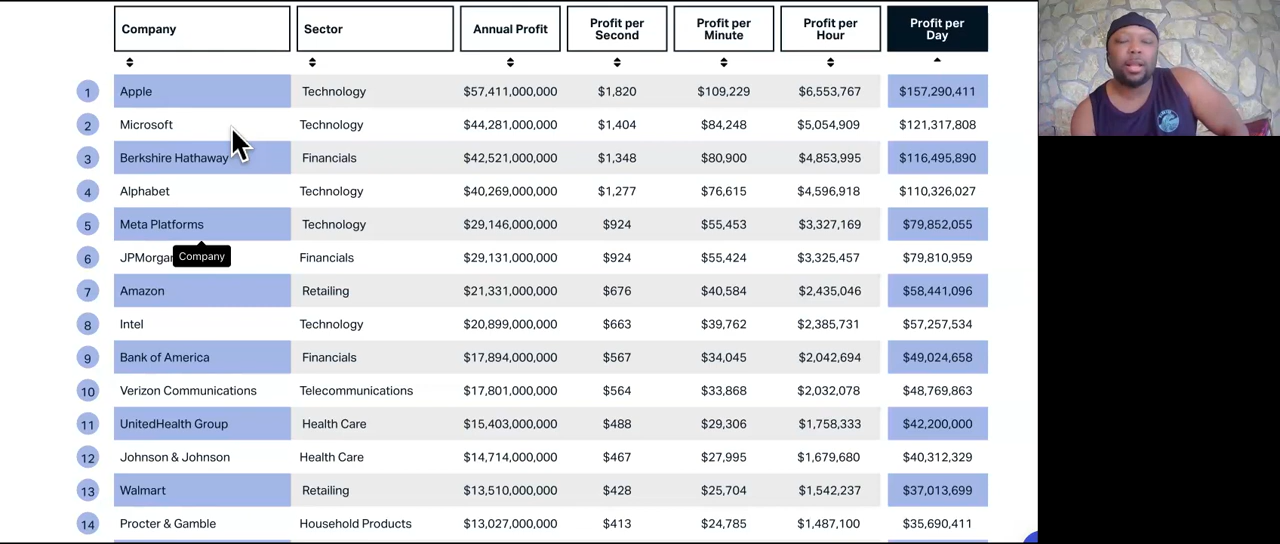 Company Sector Annual Profit Profit per Second Profit per Minute Profit per Hour Profit per Day
1 Apple Technology $57,411,000,000 $1,820 $109,229 $6,553,767 $157,290,411
2 Microsoft Technology $44,281,000,000 $1,404 $84,248 $5,054,909 $121,317,808
3 Berkshire Hathaway Financials $42,521,000,000 $1,348 $80,900 $4,853,995 $116,495,890
4 Alphabet Technology $40,269,000,000 $1,277 $76,615 $4,596,918 $110,326,027
5 Meta Platforms Technology $29,146,000,000 $924 $55,453 $3,327,169 $79,852,055
6 JPMorgan Company Financials $29,131,000,000 $924 $55,424 $3,325,457 $79,810,959
7 Amazon Retailing $21,331,000,000 $676 $40,584 $2,435,046 $58,441,096
8 Intel Technology $20,899,000,000 $663 $39,762 $2,385,731 $57,257,534
9 Bank of America Financials $17,894,000,000 $567 $34,045 $2,042,694 $49,024,658
10 Verizon Communications Telecommunications $17,801,000,000 $564 $33,868 $2,032,078 $48,769,863
11 UnitedHealth Group Health Care $15,403,000,000 $488 $29,306 $1,758,333 $42,200,000
12 Johnson & Johnson Health Care $14,714,000,000 $467 $27,995 $1,679,680 $40,312,329
13 Walmart Retailing $13,510,000,000 $428 $25,704 $1,542,237 $37,013,699
14 Procter & Gamble Household Products $13,027,000,000 $413 $24,785 $1,487,100 $35,690,411